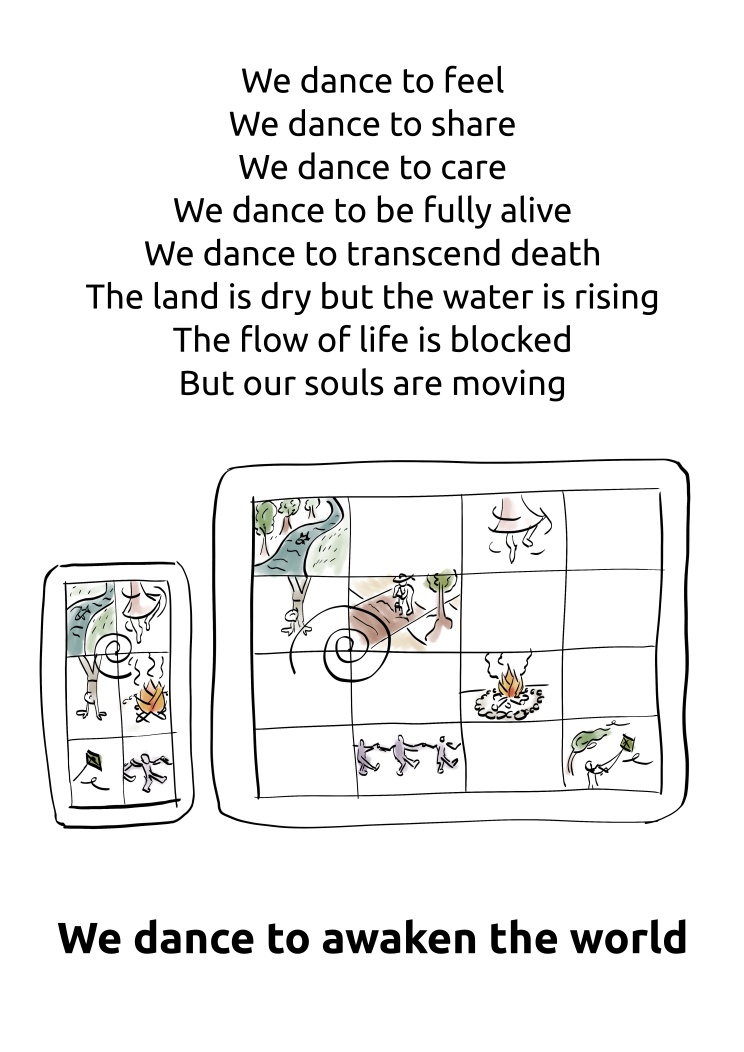 We dance to feel
We dance to share
We dance to care
We dance to be fully alive
We dance to transcend death
The land is dry but the water is rising
The flow of life is blocked
But our souls are moving
We dance to awaken the world